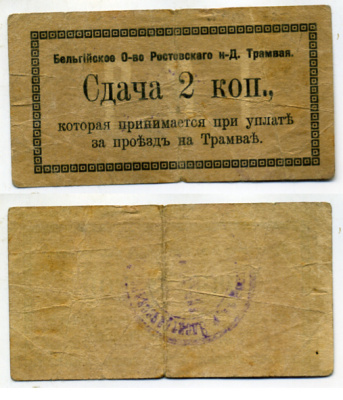 Бельгійское О-во Ростовскаго н-Д. Трамвая.
Сдача 2 коп.,
которая принимается при уплатѣ
за проѣздъ на Трамваѣ.